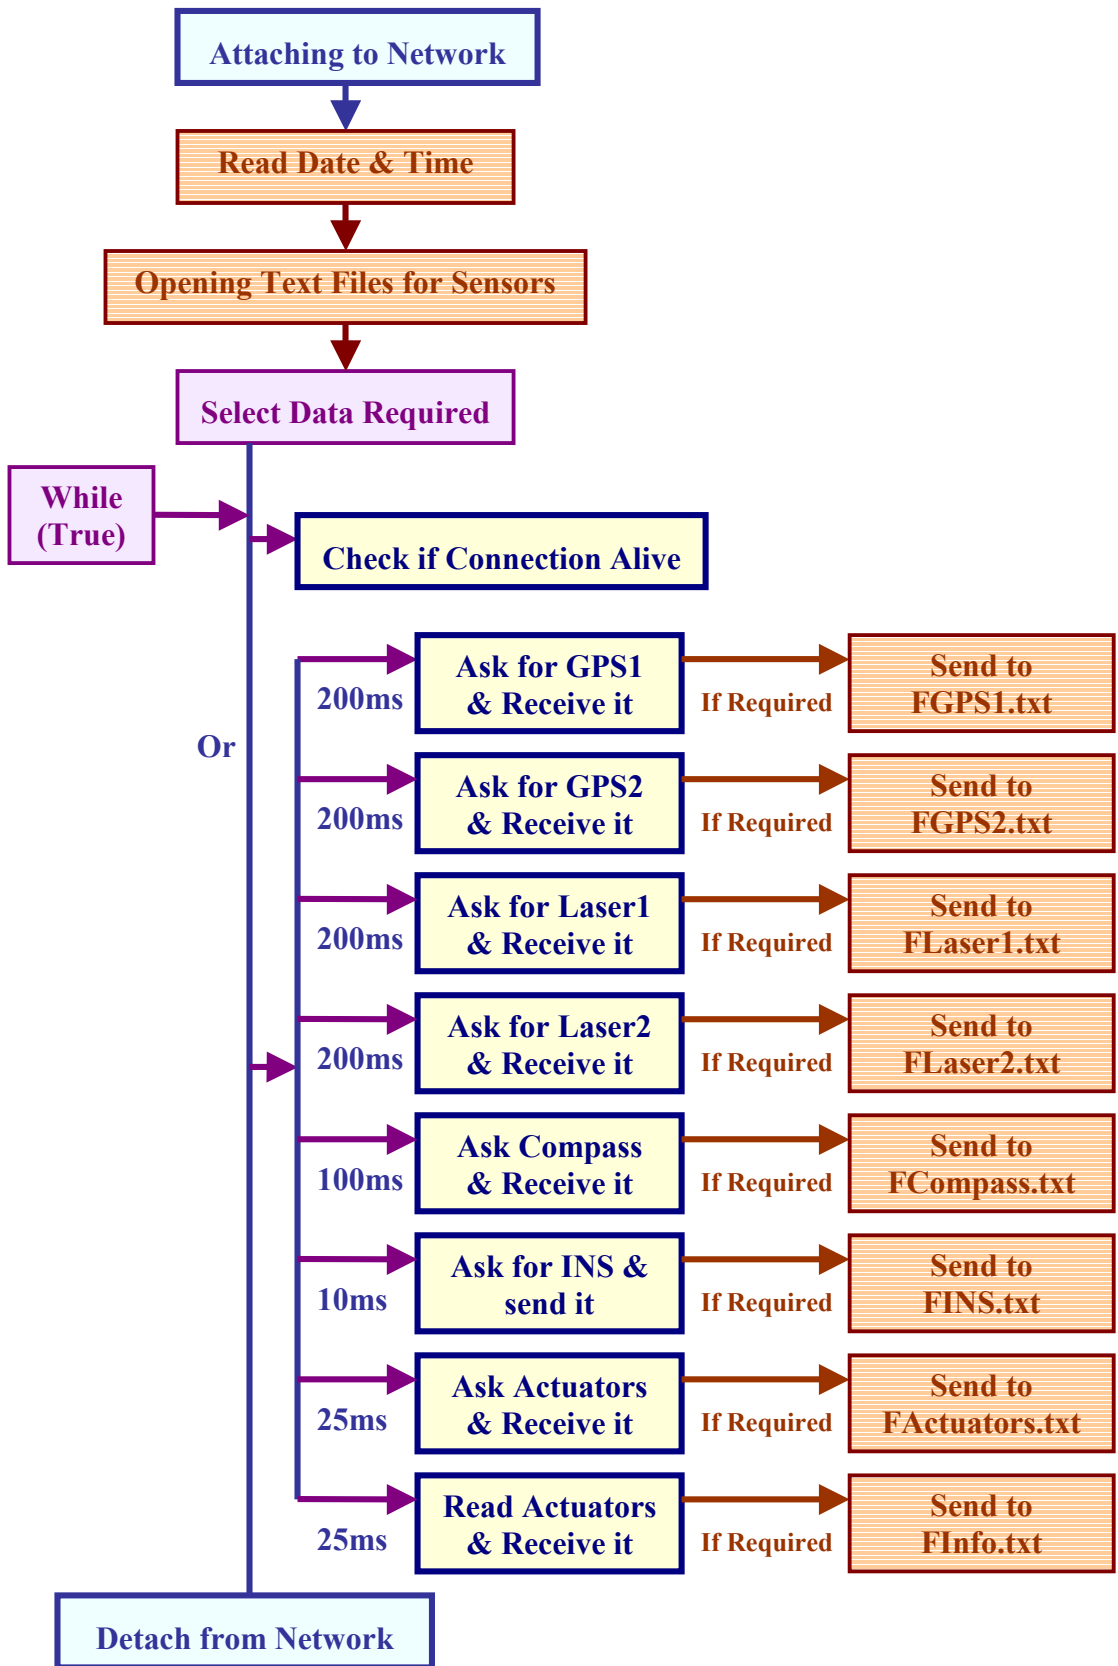 Attaching to Network
Read Date & Time
Opening Text Files for Sensors
Select Data Required
While
(True)
Check if Connection Alive
Or
200ms
Ask for GPS1
& Receive it
If Required
Send to
FGPS1.txt
200ms
Ask for GPS2
& Receive it
If Required
Send to
FGPS2.txt
200ms
Ask for Laser1
& Receive it
If Required
Send to
FLaser1.txt
200ms
Ask for Laser2
& Receive it
If Required
Send to
FLaser2.txt
100ms
Ask Compass
& Receive it
If Required
Send to
FCompass.txt
10ms
Ask for INS &
send it
If Required
Send to
FINS.txt
25ms
Ask Actuators
& Receive it
If Required
Send to
FActuators.txt
25ms
Read Actuators
& Receive it
If Required
Send to
FInfo.txt
Detach from Network